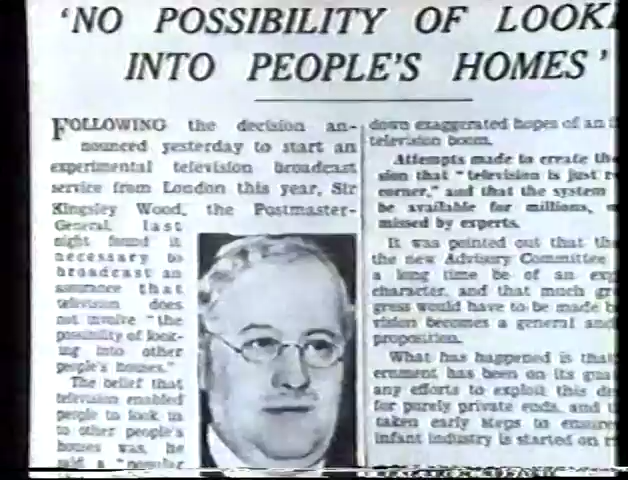 'NO POSSIBILITY OF LOOK
INTO PEOPLE'S HOMES'
FOLLOWING the decision an-
nounced yesterday to start an
experimental television broadcast
service from London this year, Sir
Kingsley Wood, the Postmaster-
General, last
night found it
necessary to
broadcast an
assurance that
television does
not involve "the
possibility of look-
ing into other
people's houses."
The belief that
television enabled
people to look in
to other people's
houses was, he
said a "popular
down exaggerated hopes of an
television boom.
Attempts made to create th
sion that "television is just r
corner," and that the system
be available for millions,
missed by experts.
It was pointed out that th
the new Advisory Committee
a long time be of an exp
character, and that much
gress would have to be made b
vision becomes a general and
proposition.
What has happened is that
ernment has been on its gua
any efforts to exploit this de
for purely private ends, and
taken early steps to ensure
infant industry is started on r